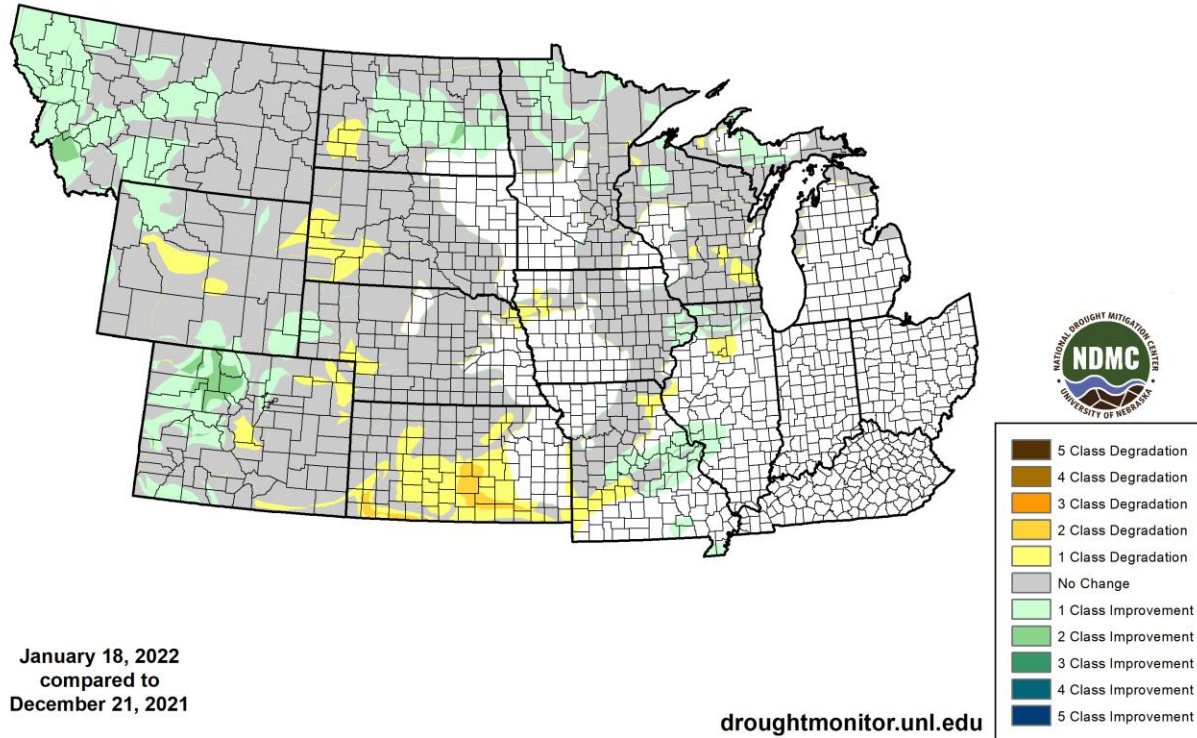 NATIONAL DROUGHT MITIGATION CENTER
NDMC
UNIVERSITY OF NEBRASKA
5 Class Degradation
4 Class Degradation
3 Class Degradation
2 Class Degradation
1 Class Degradation
No Change
1 Class Improvement
2 Class Improvement
3 Class Improvement
4 Class Improvement
5 Class Improvement
January 18, 2022
compared to
December 21, 2021
droughtmonitor.unl.edu